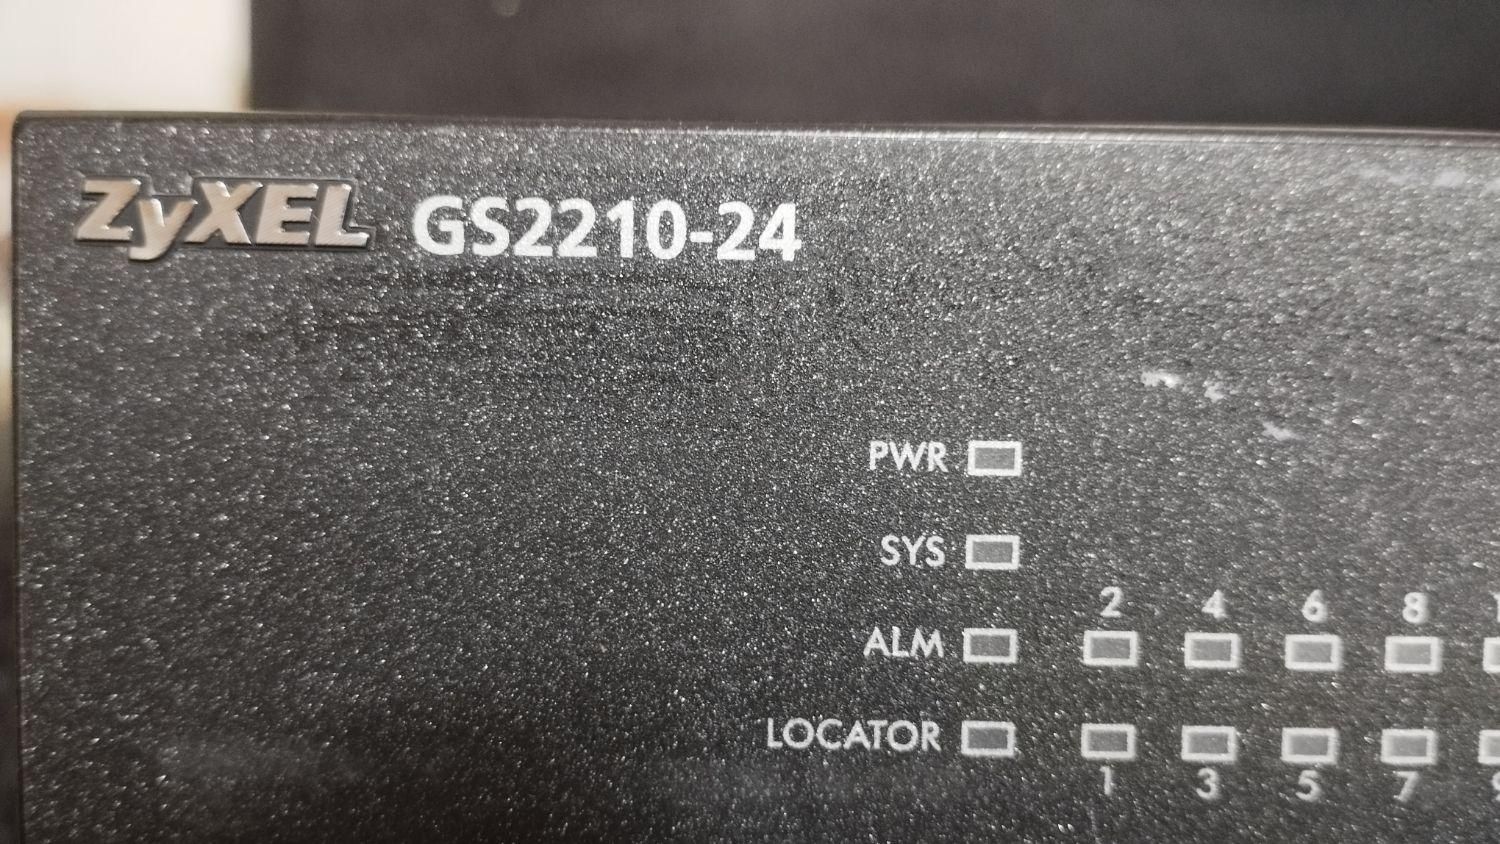 ZyXEL GS2210-24
PWR
SYS
2 4 6 8
ALM
LOCATOR
1 3 5 7